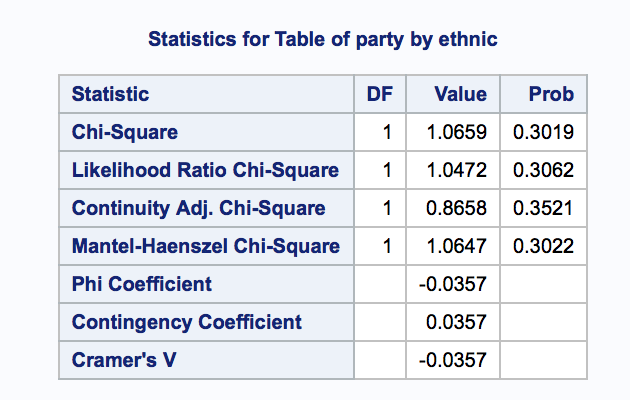 Statistics for Table of party by ethnic
Statistic DF Value Prob
Chi-Square 1 1.0659 0.3019
Likelihood Ratio Chi-Square 1 1.0472 0.3062
Continuity Adj. Chi-Square 1 0.8658 0.3521
Mantel-Haenszel Chi-Square 1 1.0647 0.3022
Phi Coefficient -0.0357
Contingency Coefficient 0.0357
Cramer's V -0.0357